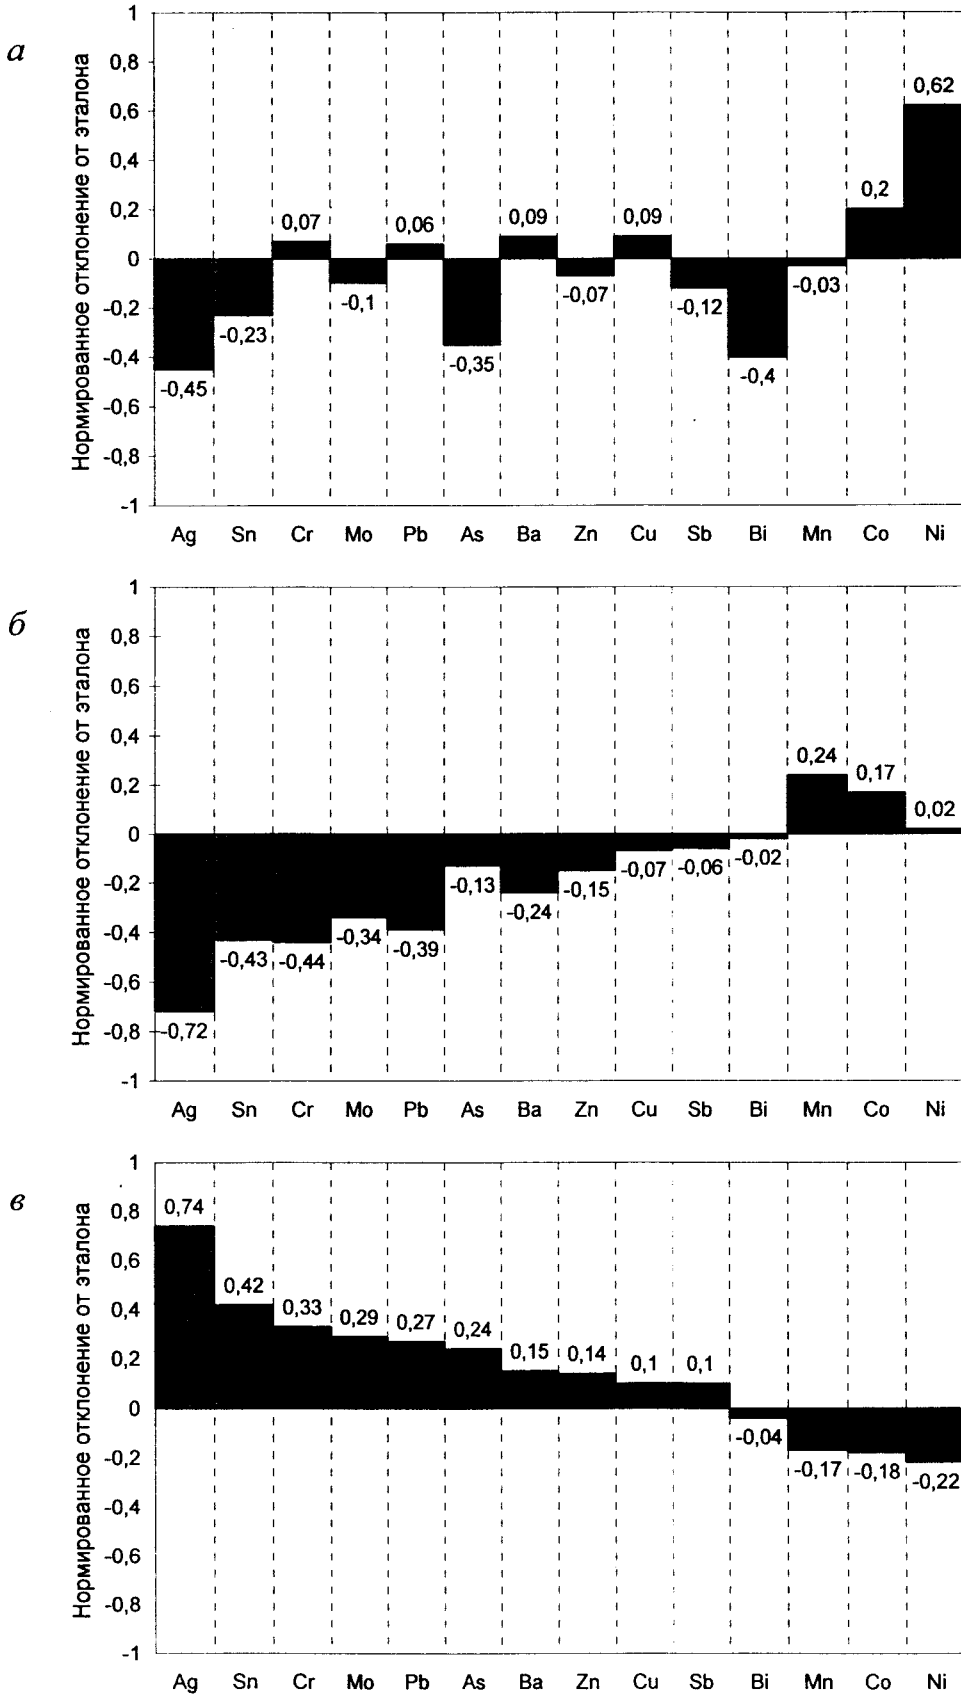 а
Нормированное отклонение от эталона
1
0,8
0,6
0,4
0,2
0
-0,2
-0,4
-0,6
-0,8
-1
-0,45 -0,23 0,07 -0,1 0,06 -0,35 0,09 -0,07 0,09 -0,12 -0,4 -0,03 0,2 0,62
Ag Sn Cr Mo Pb As Ba Zn Cu Sb Bi Mn Co Ni
б
Нормированное отклонение от эталона
1
0,8
0,6
0,4
0,2
0
-0,2
-0,4
-0,6
-0,8
-1
-0,72 -0,43 -0,44 -0,34 -0,39 -0,13 -0,24 -0,15 -0,07 -0,06 -0,02 0,24 0,17 0,02
Ag Sn Cr Mo Pb As Ba Zn Cu Sb Bi Mn Co Ni
в
Нормированное отклонение от эталона
1
0,8
0,6
0,4
0,2
0
-0,2
-0,4
-0,6
-0,8
-1
0,74 0,42 0,33 0,29 0,27 0,24 0,15 0,14 0,1 0,1 -0,04 -0,17 -0,18 -0,22
Ag Sn Cr Mo Pb As Ba Zn Cu Sb Bi Mn Co Ni